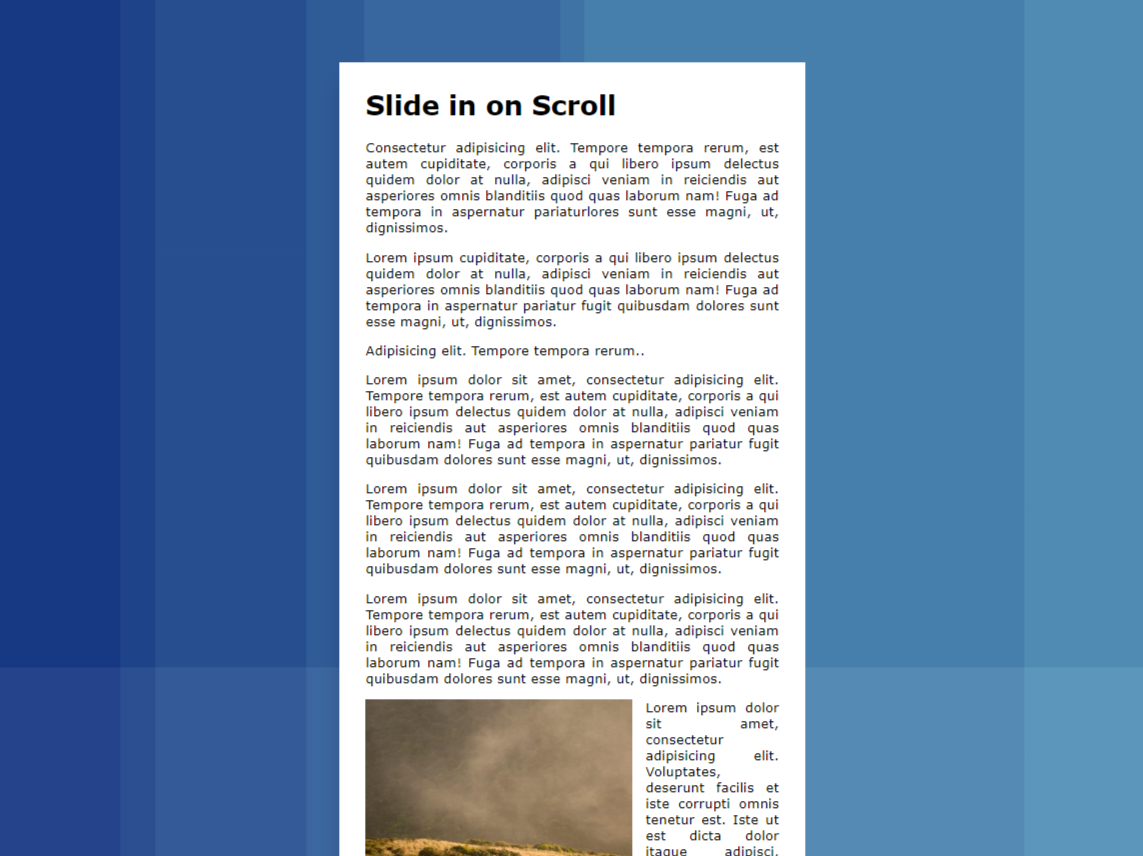 Slide in on Scroll
Consectetur adipisicing elit. Tempore tempora rerum, est
autem cupiditate, corporis a qui libero ipsum delectus
quidem dolor at nulla, adipisci veniam in reiciendis aut
asperiores omnis blanditiis quod quas laborum nam! Fuga ad
tempora in aspernatur pariaturlores sunt esse magni, ut,
dignissimos.
Lorem ipsum cupiditate, corporis a qui libero ipsum delectus
quidem dolor at nulla, adipisci veniam in reiciendis aut
asperiores omnis blanditiis quod quas laborum nam! Fuga ad
tempora in aspernatur pariatur fugit quibusdam dolores sunt
esse magni, ut, dignissimos.
Adipisicing elit. Tempore tempora rerum..
Lorem ipsum dolor sit amet, consectetur adipisicing elit.
Tempore tempora rerum, est autem cupiditate, corporis a qui
libero ipsum delectus quidem dolor at nulla, adipisci veniam
in reiciendis aut asperiores omnis blanditiis quod quas
laborum nam! Fuga ad tempora in aspernatur pariatur fugit
quibusdam dolores sunt esse magni, ut, dignissimos.
Lorem ipsum dolor sit amet, consectetur adipisicing elit.
Tempore tempora rerum, est autem cupiditate, corporis a qui
libero ipsum delectus quidem dolor at nulla, adipisci veniam
in reiciendis aut asperiores omnis blanditiis quod quas
laborum nam! Fuga ad tempora in aspernatur pariatur fugit
quibusdam dolores sunt esse magni, ut, dignissimos.
Lorem ipsum dolor sit amet, consectetur adipisicing elit.
Tempore tempora rerum, est autem cupiditate, corporis a qui
libero ipsum delectus quidem dolor at nulla, adipisci veniam
in reiciendis aut asperiores omnis blanditiis quod quas
laborum nam! Fuga ad tempora in aspernatur pariatur fugit
quibusdam dolores sunt esse magni, ut, dignissimos.
Lorem ipsum dolor
sit amet,
consectetur
adipisicing elit.
Voluptates,
deserunt facilis et
iste corrupti omnis
tenetur est. Iste ut
est dicta dolor
itaque adipisci,